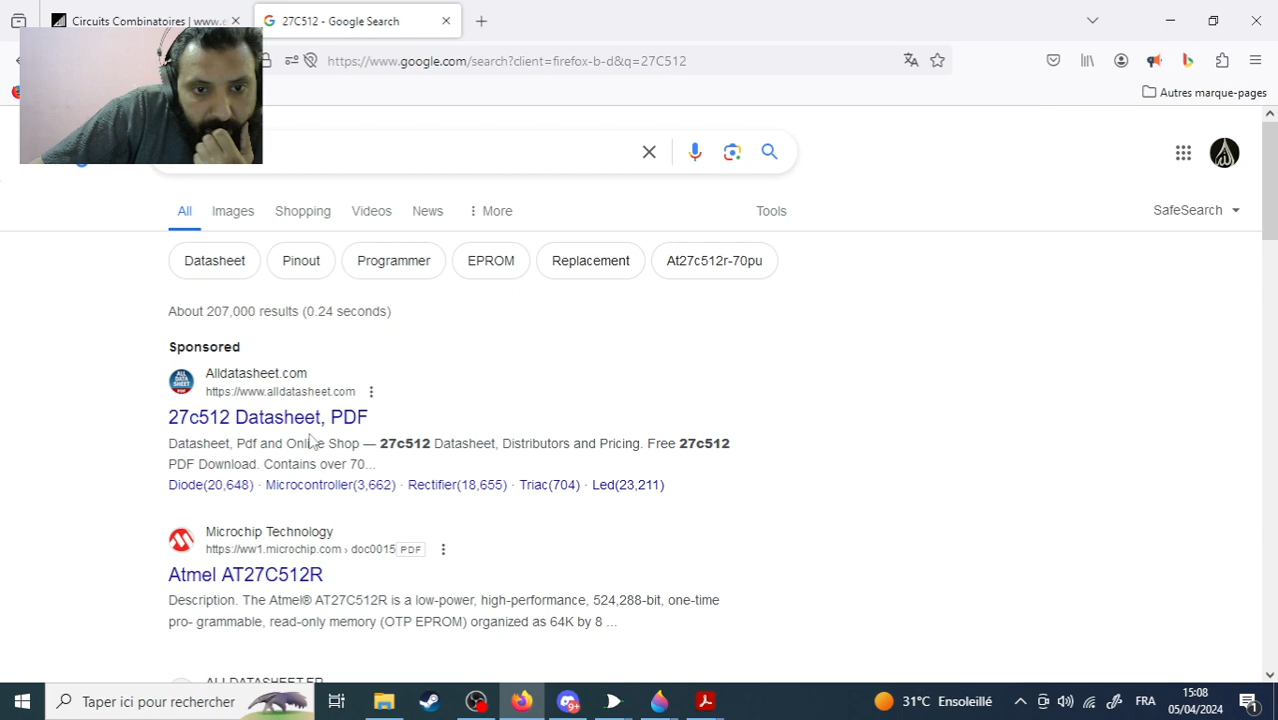 Circuits Combinatoires | www.e
27C512 - Google Search
https://www.google.com/search?client=firefox-b-d&q=27C512
Autres marque-pages
All
Images
Shopping
Videos
News
More
Tools
SafeSearch
Datasheet
Pinout
Programmer
EPROM
Replacement
At27c512r-70pu
About 207,000 results (0.24 seconds)
Sponsored
Alldatasheet.com
https://www.alldatasheet.com
27c512 Datasheet, PDF
Datasheet, Pdf and Online Shop — 27c512 Datasheet, Distributors and Pricing. Free 27c512
PDF Download. Contains over 70...
Diode(20,648) · Microcontroller(3,662) · Rectifier(18,655) · Triac(704) · Led(23,211)
Microchip Technology
https://ww1.microchip.com › doc0015 PDF
Atmel AT27C512R
Description. The Atmel® AT27C512R is a low-power, high-performance, 524,288-bit, one-time
pro- grammable, read-only memory (OTP EPROM) organized as 64K by 8 ...
ALLDATASHEET.FR
Taper ici pour rechercher
31°C Ensoleillé
FRA
15:08
05/04/2024
1